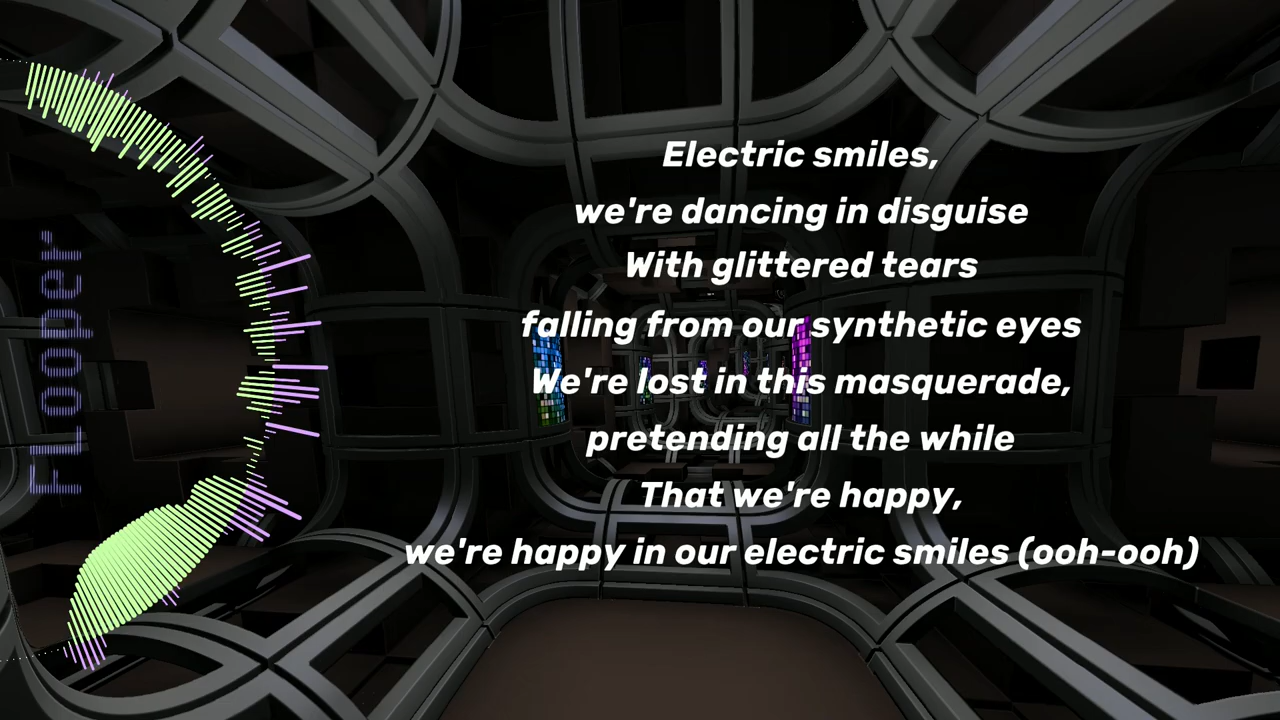 FLooper
Electric smiles,
we're dancing in disguise
With glittered tears
falling from our synthetic eyes
We're lost in this masquerade,
pretending all the while
That we're happy,
we're happy in our electric smiles (ooh-ooh)